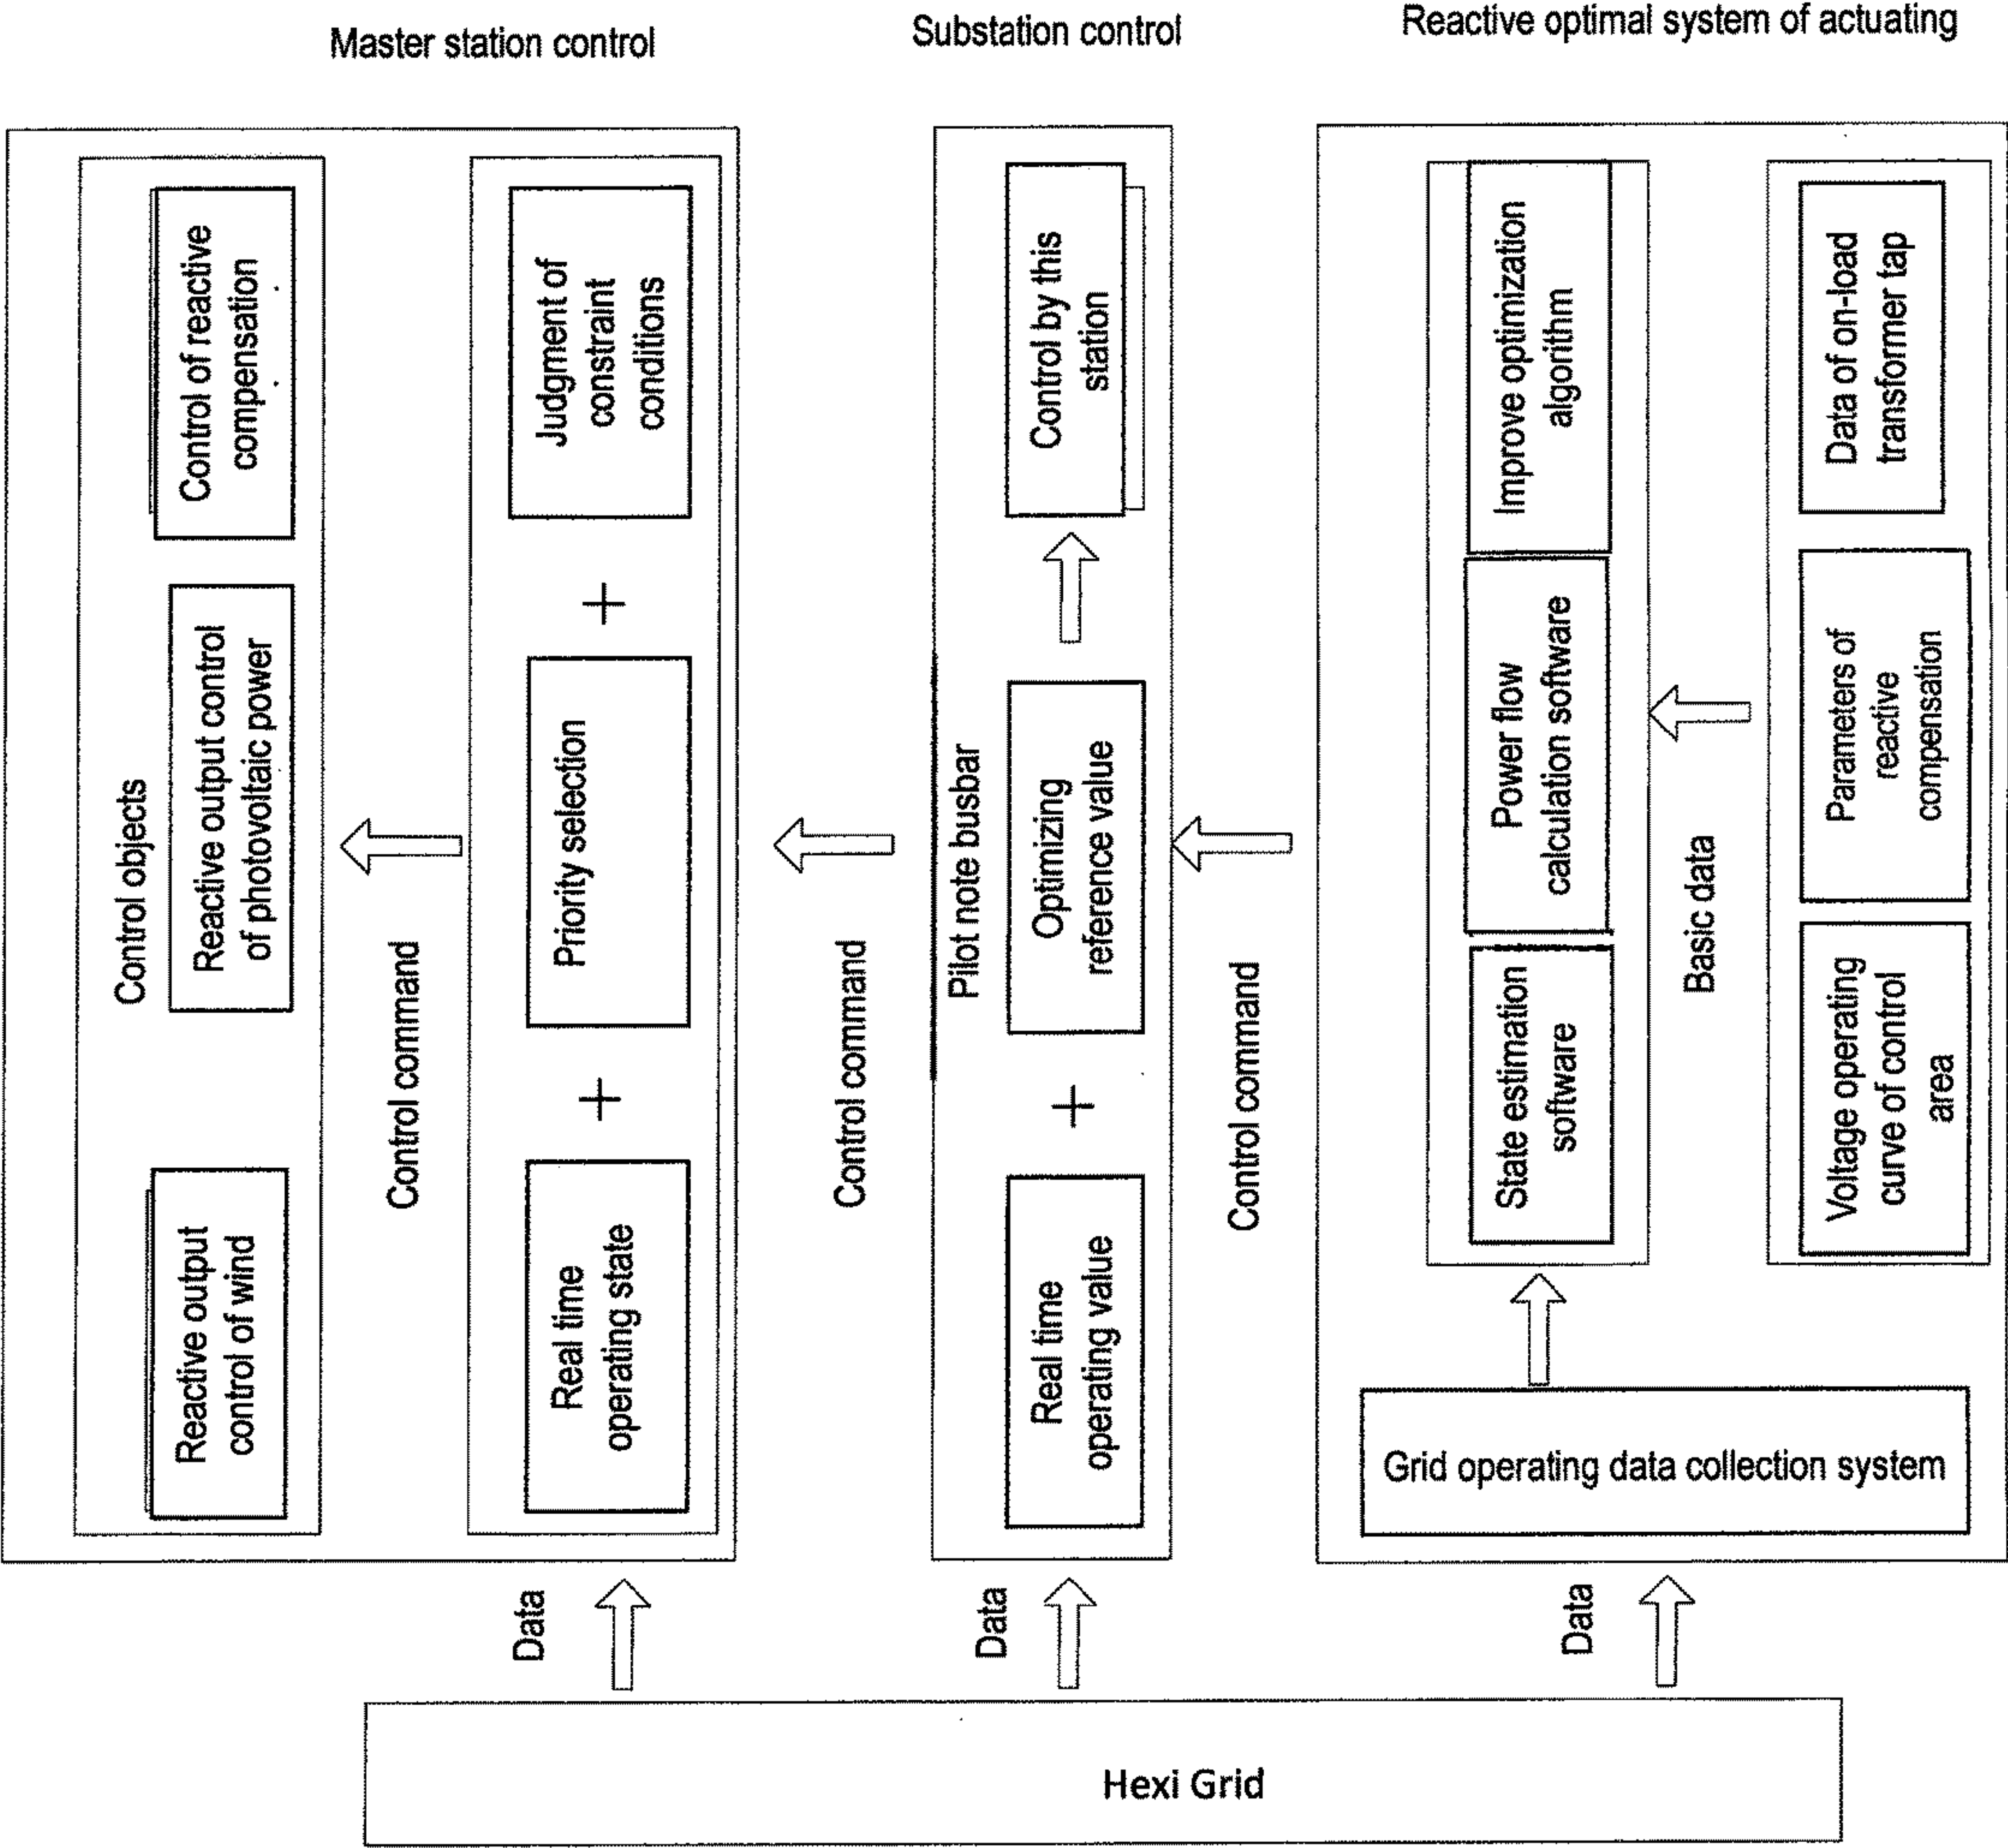 Master station control
Substation control
Reactive optimal system of actuating
Control objects
Reactive output
control of wind
Reactive output control
of photovoltaic power
Control of reactive
compensation
Control command
Real time
operating state
+
Priority selection
+
Judgment of
constraint
conditions
Control command
Pilot note busbar
Real time
operating value
+
Optimizing
reference value
Control by this
station
Control command
State estimation
software
Power flow
calculation software
Improve optimization
algorithm
Basic data
Voltage operating
curve of control
area
Parameters of
reactive
compensation
Data of on-load
transformer tap
Grid operating data collection system
Data
Data
Data
Hexi Grid